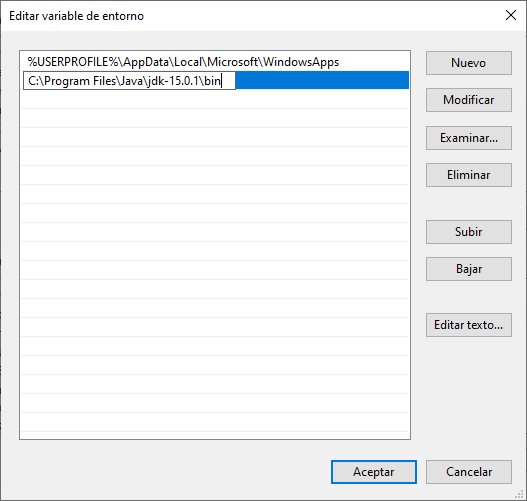 Editar variable de entorno
%USERPROFILE%\AppData\Local\Microsoft\WindowsApps
C:\Program Files\Java\jdk-15.0.1\bin
Nuevo
Modificar
Examinar...
Eliminar
Subir
Bajar
Editar texto...
Aceptar
Cancelar